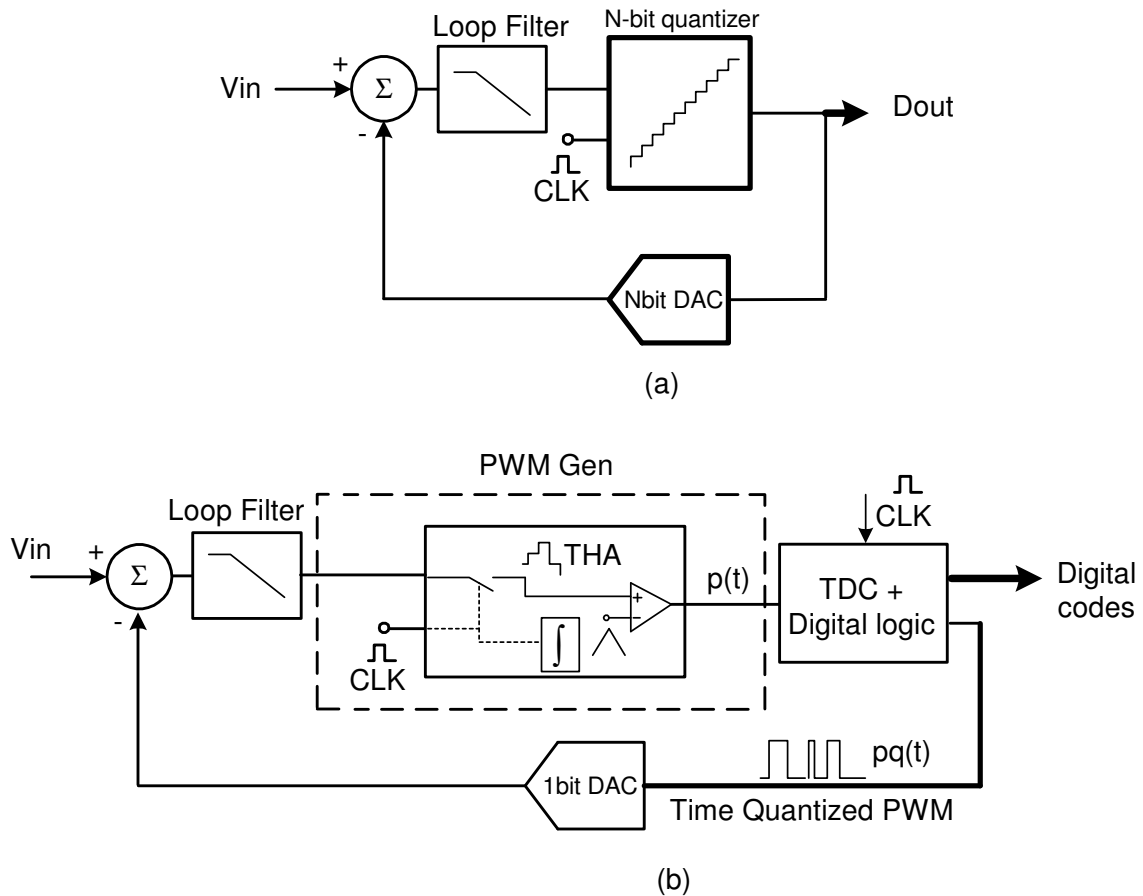 Loop Filter
N-bit quantizer
Vin
+
Σ
-
CLK
Dout
Nbit DAC
(a)
PWM Gen
Loop Filter
CLK
Vin
+
Σ
-
THA
p(t)
+
−
∫
CLK
TDC +
Digital logic
Digital
codes
1bit DAC
pq(t)
Time Quantized PWM
(b)